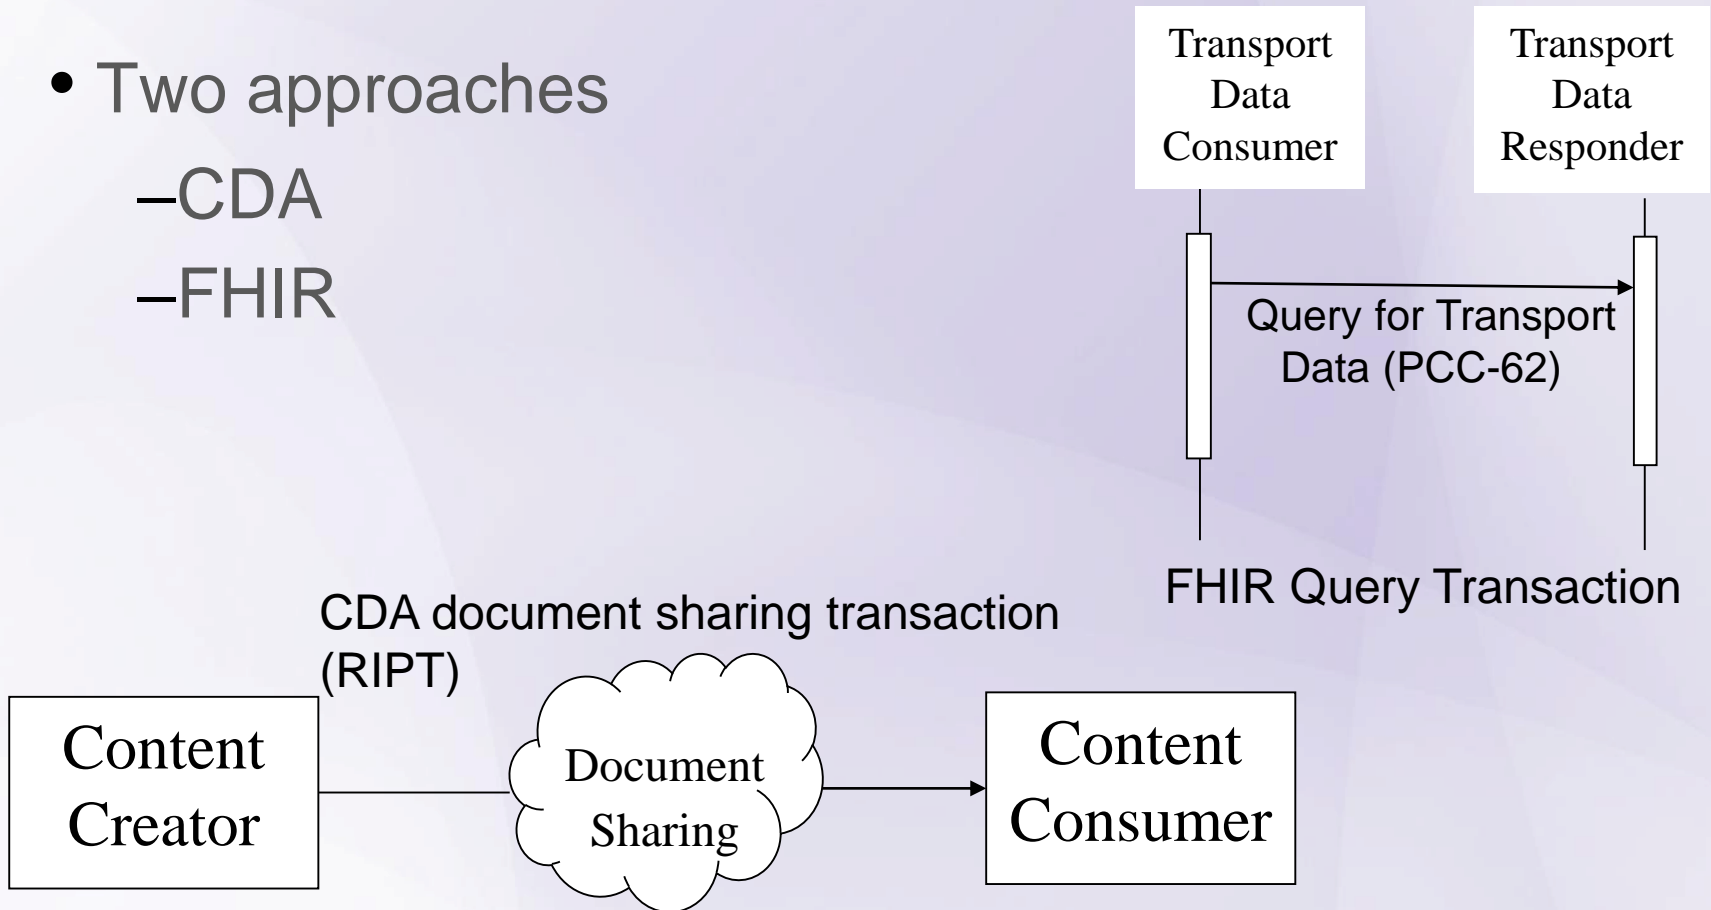 • Two approaches
–CDA
–FHIR
Transport
Data
Consumer
Transport
Data
Responder
Query for Transport
Data (PCC-62)
FHIR Query Transaction
CDA document sharing transaction
(RIPT)
Content
Creator
Document
Sharing
Content
Consumer